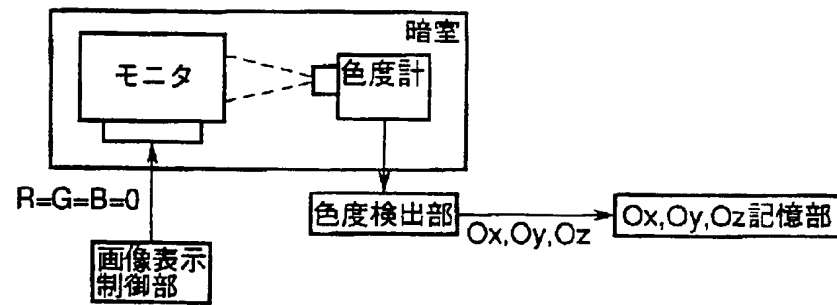 暗室
モニタ
色度計
R=G=B=0
色度検出部
Ox,Oy,Oz
Ox,Oy,Oz記憶部
画像表示
制御部